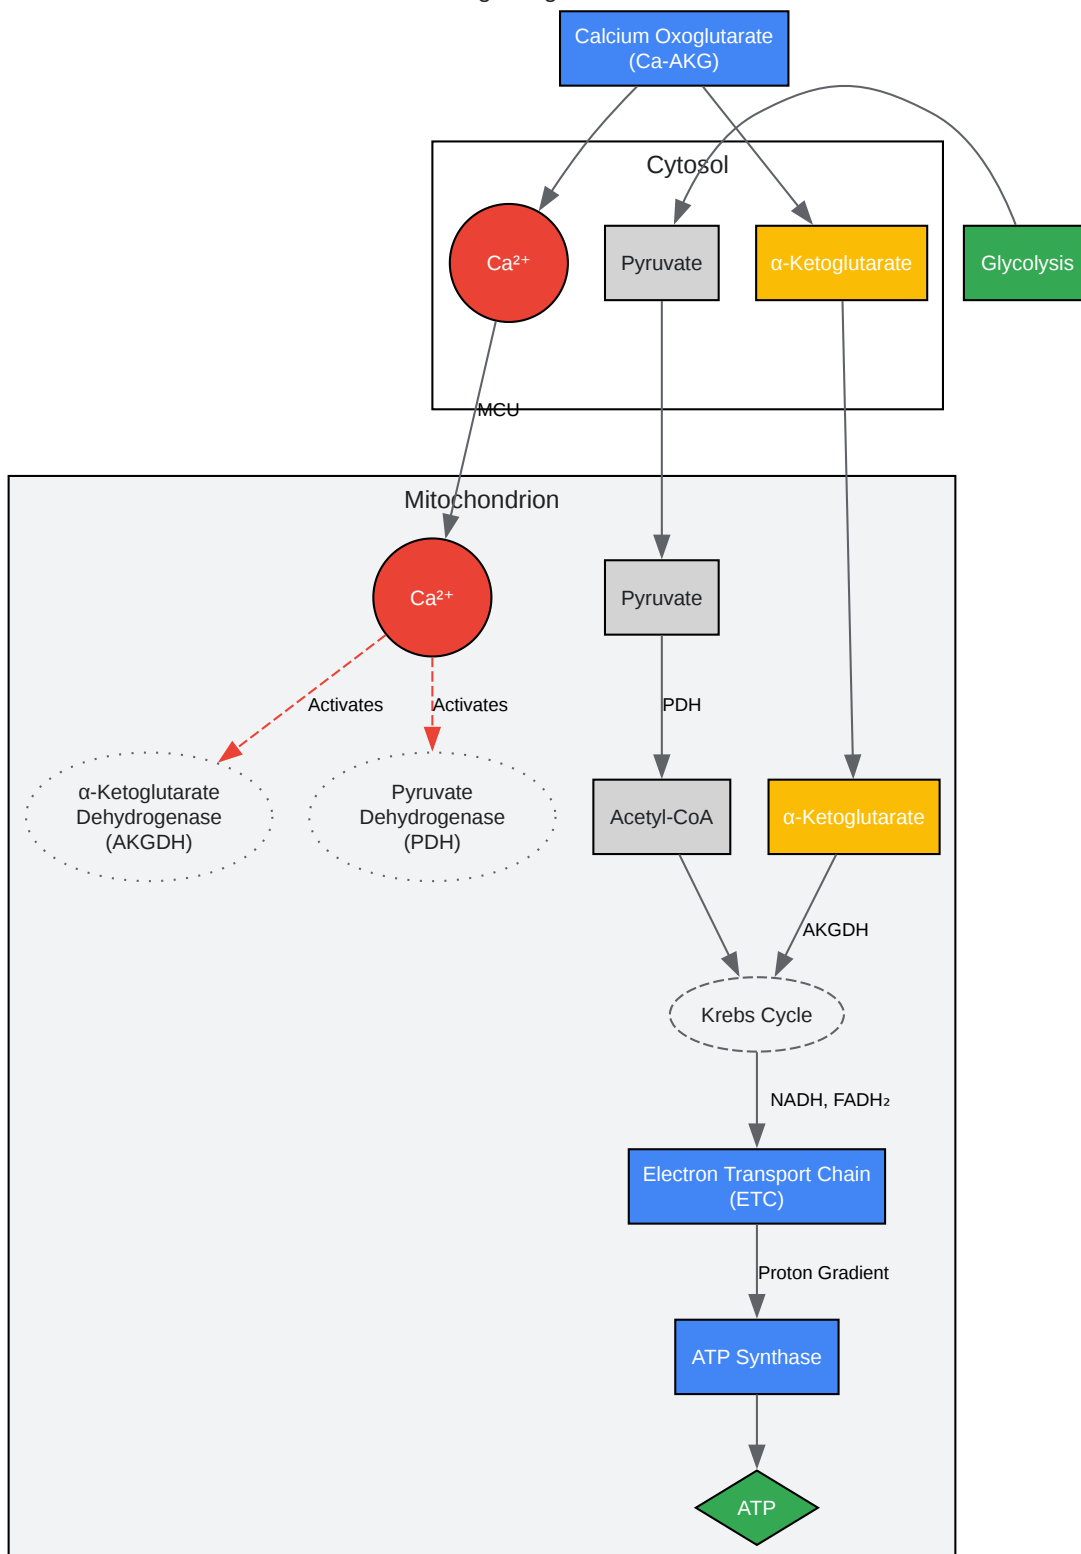 Calcium Oxoglutarate
(Ca-AKG)
Cytosol
Ca²⁺
Pyruvate
α-Ketoglutarate
Glycolysis
MCU
Mitochondrion
Ca²⁺
Pyruvate
Activates
Activates
PDH
α-Ketoglutarate
Dehydrogenase
(AKGDH)
Pyruvate
Dehydrogenase
(PDH)
Acetyl-CoA
α-Ketoglutarate
AKGDH
Krebs Cycle
NADH, FADH₂
Electron Transport Chain
(ETC)
Proton Gradient
ATP Synthase
ATP